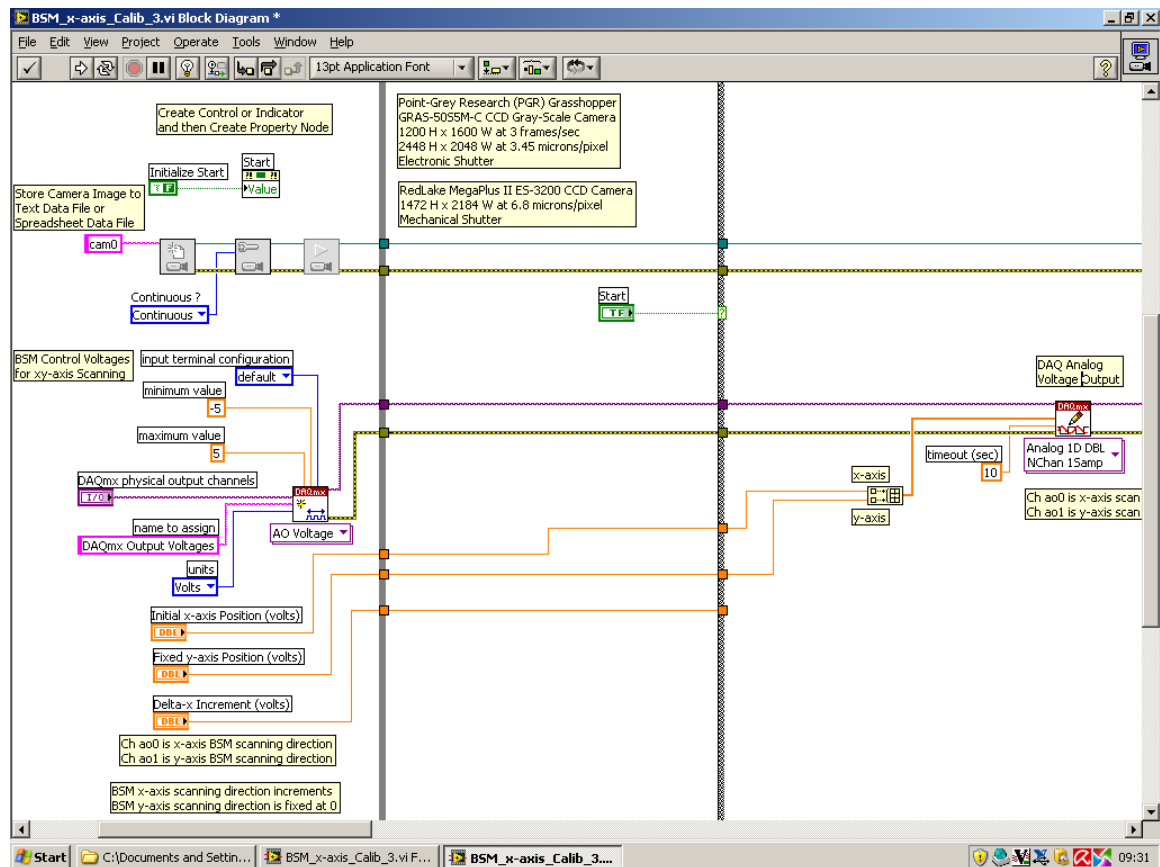 BSM_x-axis_Calib_3.vi Block Diagram *
File Edit View Project Operate Tools Window Help
13pt Application Font
?
Create Control or Indicator
and then Create Property Node
Initialize Start
F
Start
Value
Store Camera Image to
Text Data File or
Spreadsheet Data File
cam0
Continuous ?
Continuous
Point-Grey Research (PGR) Grasshopper
GRAS-50S5M-C CCD Gray-Scale Camera
1200 H x 1600 W at 3 frames/sec
2448 H x 2048 W at 3.45 microns/pixel
Electronic Shutter
RedLake MegaPlus II ES-3200 CCD Camera
1472 H x 2184 W at 6.8 microns/pixel
Mechanical Shutter
Start
TF
?
BSM Control Voltages
for xy-axis Scanning
input terminal configuration
default
minimum value
-5
maximum value
5
DAQmx physical output channels
I/O
name to assign
DAQmx Output Voltages
units
Volts
DAQmx
AO Voltage
Initial x-axis Position (volts)
DBL
Fixed y-axis Position (volts)
DBL
Delta-x Increment (volts)
DBL
Ch ao0 is x-axis BSM scanning direction
Ch ao1 is y-axis BSM scanning direction
BSM x-axis scanning direction increments
BSM y-axis scanning direction is fixed at 0
DAQ Analog
Voltage Output
DAQmx
timeout (sec)
10
Analog 1D DBL
NChan 1Samp
x-axis
y-axis
Ch ao0 is x-axis scan
Ch ao1 is y-axis scan
Start
C:\Documents and Settin...
BSM_x-axis_Calib_3.vi F...
BSM_x-axis_Calib_3....
09:31